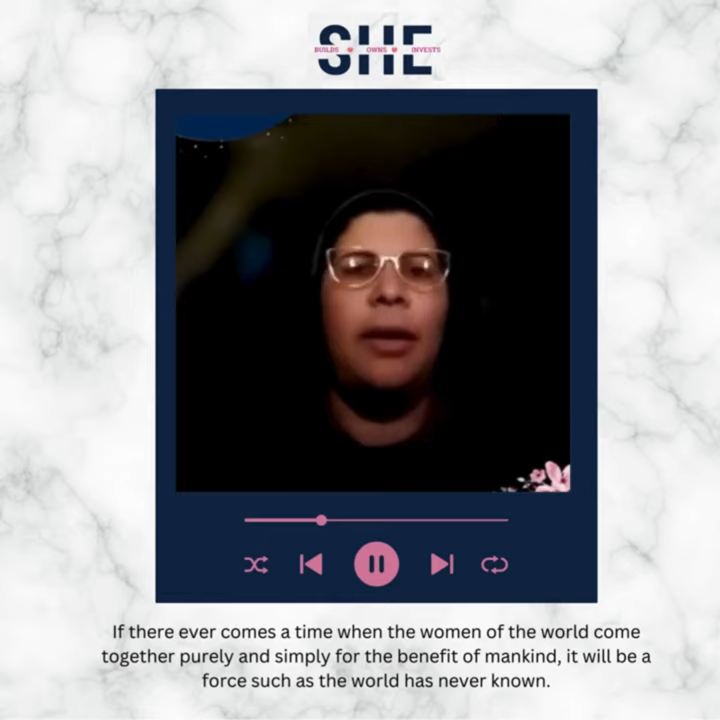 SHE
BUILDS OWNS INVESTS
If there ever comes a time when the women of the world come
together purely and simply for the benefit of mankind, it will be a
force such as the world has never known.